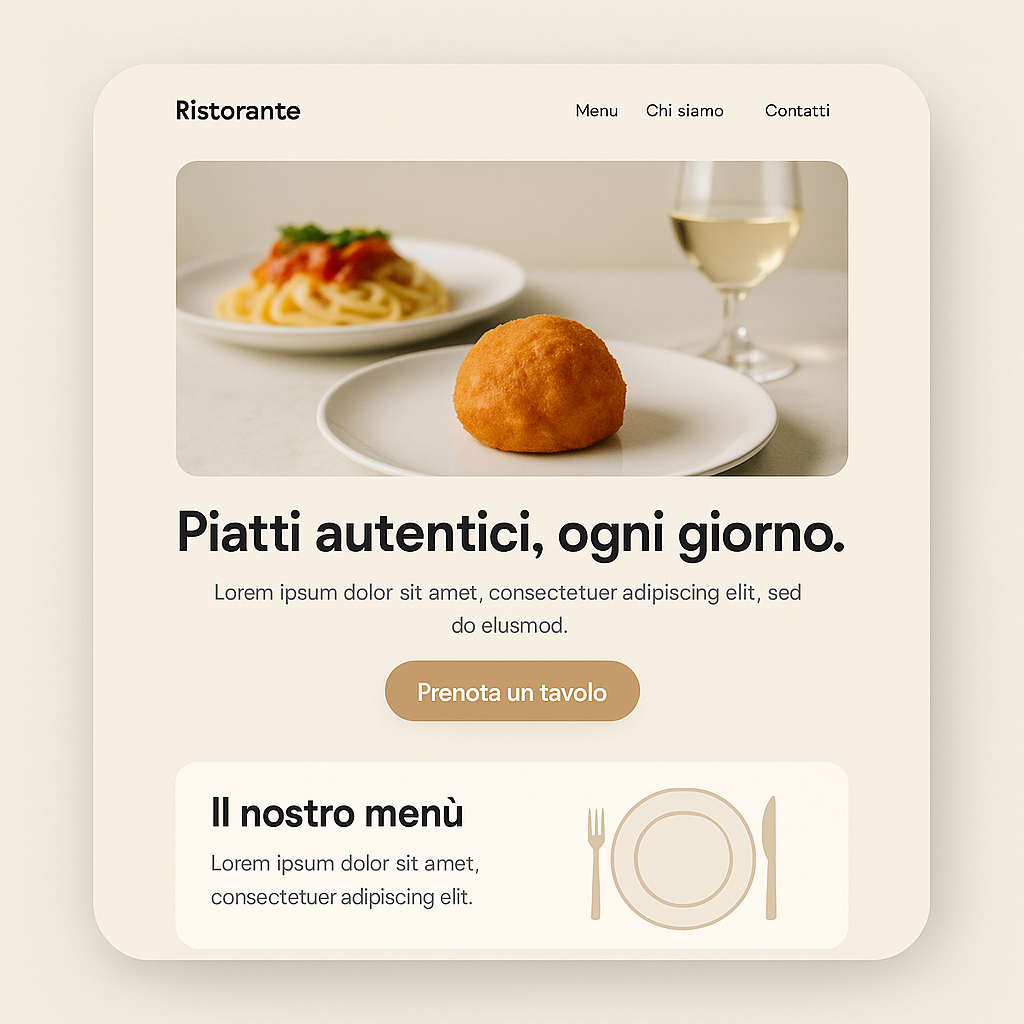 Ristorante
Menu Chi siamo Contatti
Piatti autentici, ogni giorno.
Lorem ipsum dolor sit amet, consectetuer adipiscing elit, sed
do elusmod.
Prenota un tavolo
Il nostro menù
Lorem ipsum dolor sit amet,
consectetuer adipiscing elit.